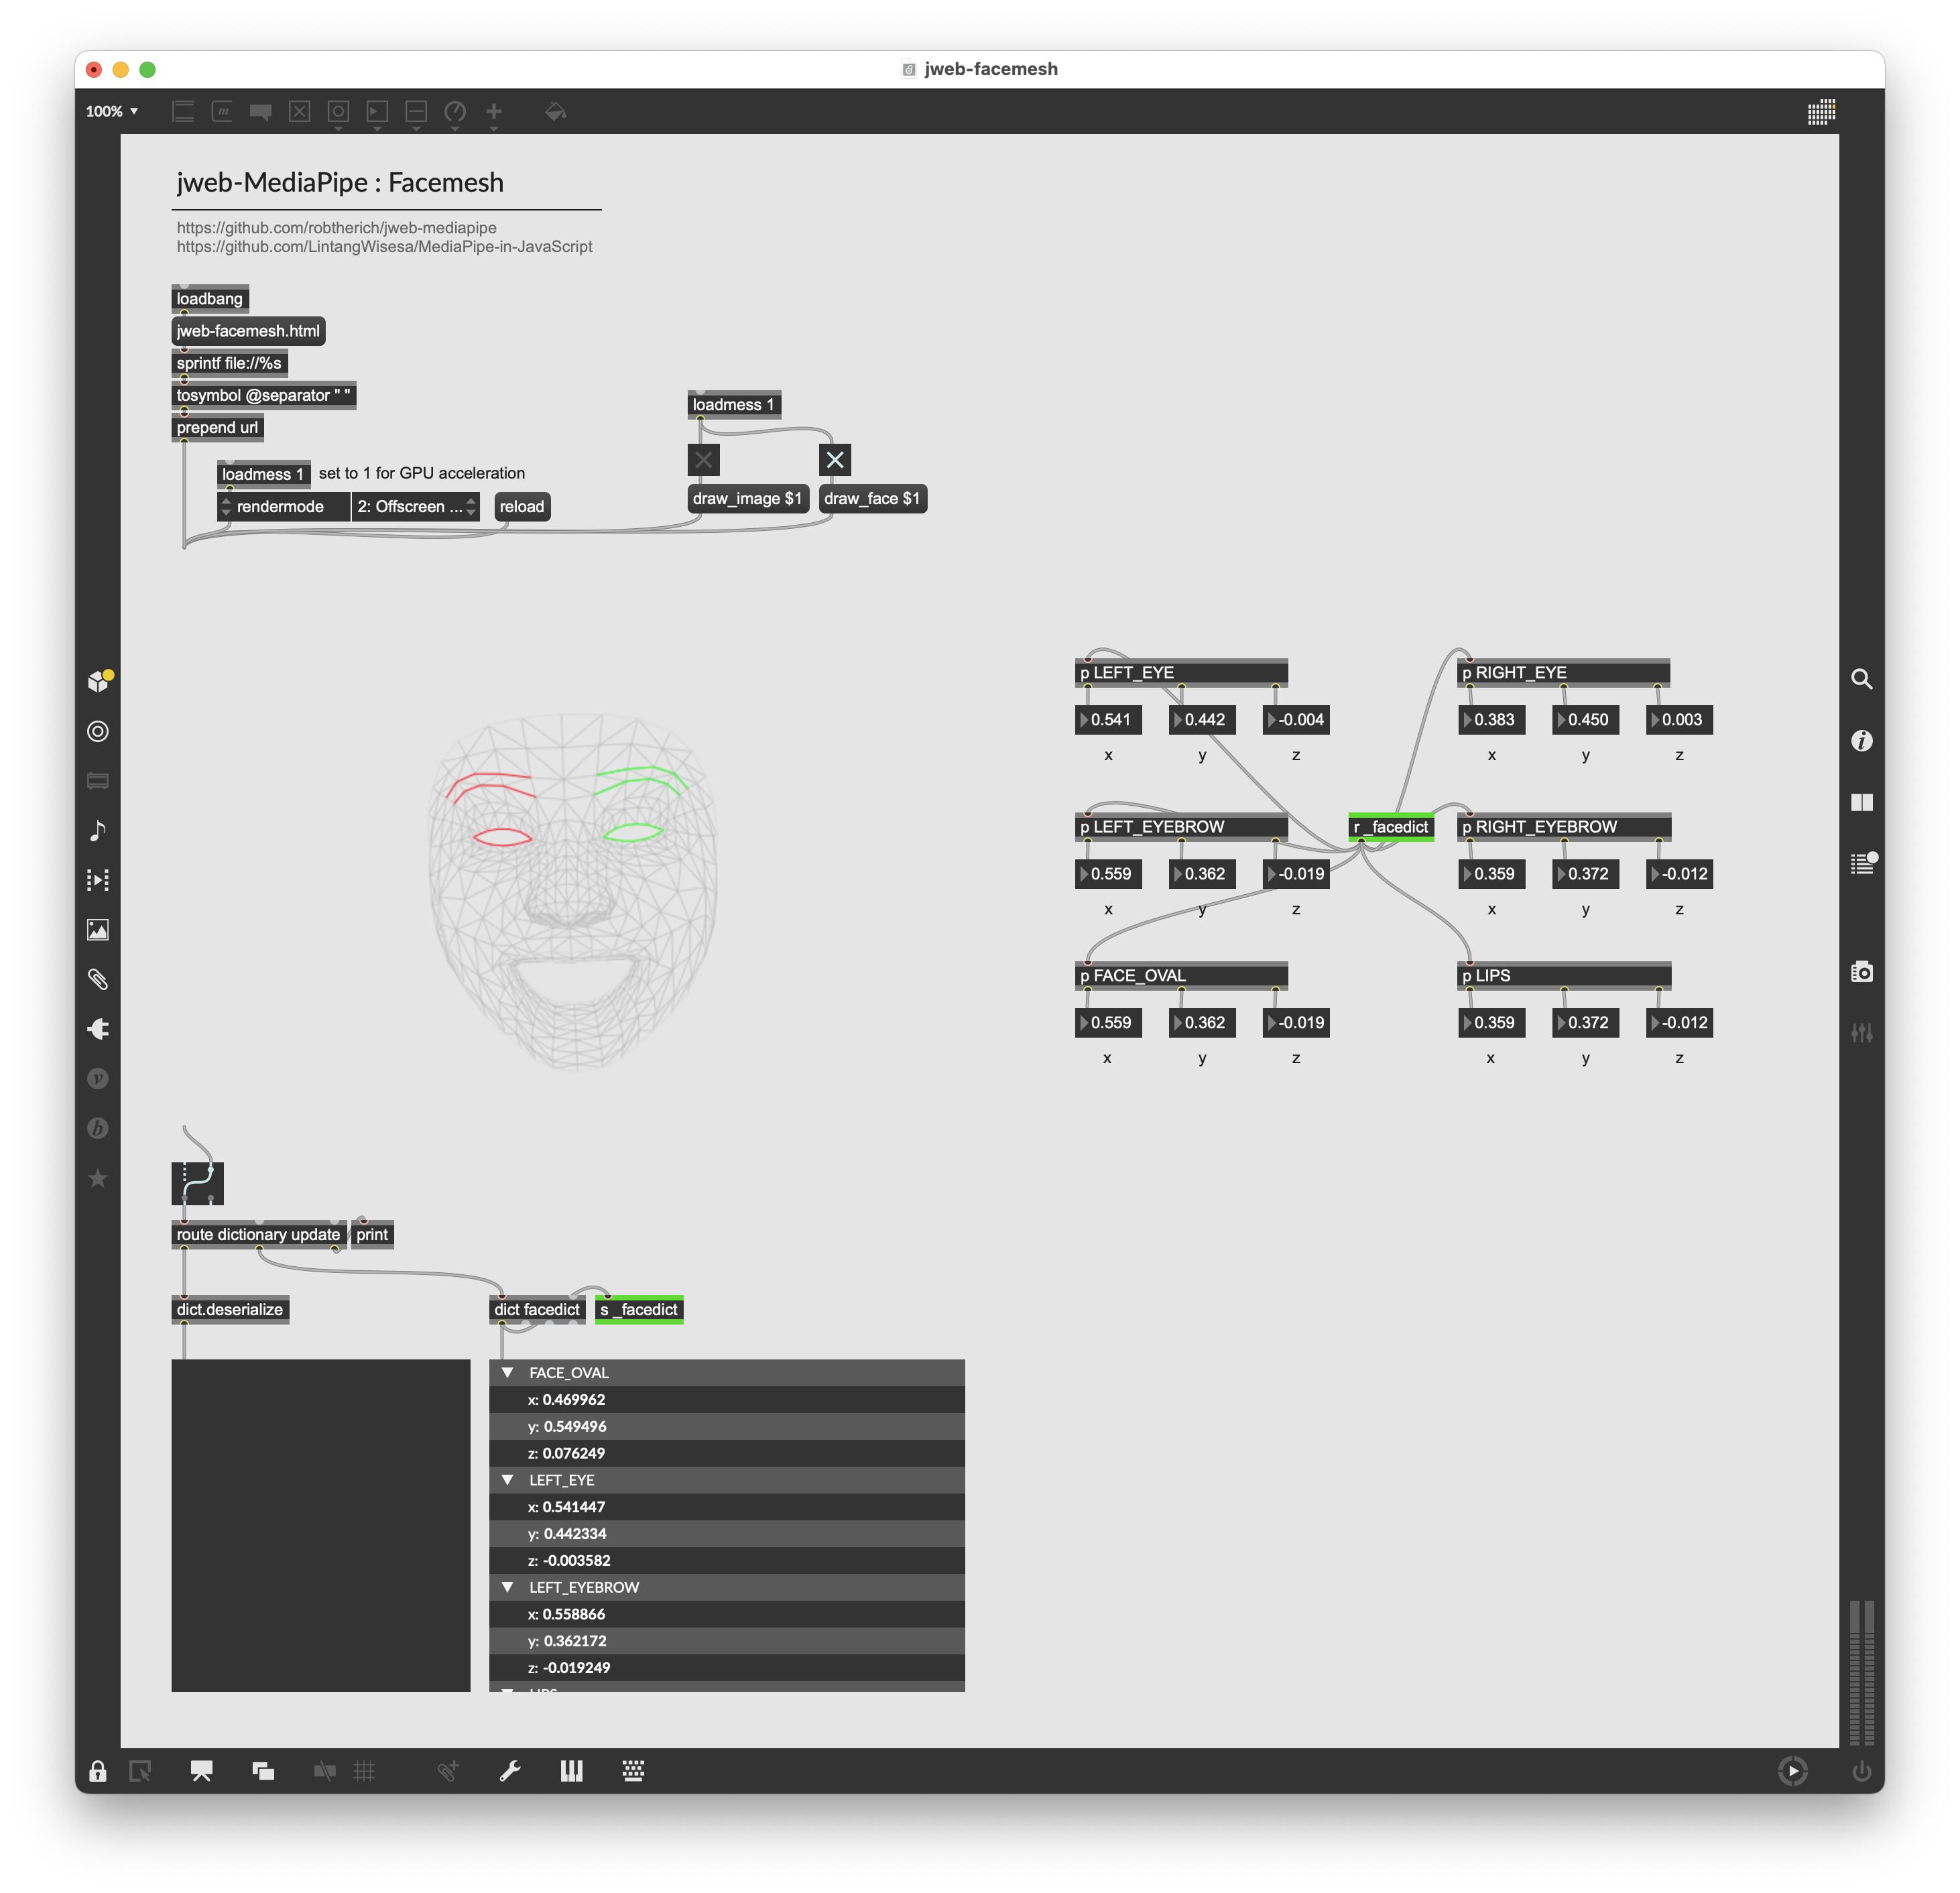 jweb-facemesh
100%
jweb-MediaPipe : Facemesh
https://github.com/robtherich/jweb-mediapipe
https://github.com/LintangWisesa/MediaPipe-in-JavaScript
loadbang
jweb-facemesh.html
sprintf file://%s
tosymbol @separator " "
prepend url
loadmess 1
set to 1 for GPU acceleration
rendermode
2: Offscreen ...
reload
loadmess 1
draw_image $1
draw_face $1
p LEFT_EYE
0.541
0.442
-0.004
x
y
z
p RIGHT_EYE
0.383
0.450
0.003
x
y
z
p LEFT_EYEBROW
0.559
0.362
-0.019
x
y
z
r _facedict
p RIGHT_EYEBROW
0.359
0.372
-0.012
x
y
z
p FACE_OVAL
0.559
0.362
-0.019
x
y
z
p LIPS
0.359
0.372
-0.012
x
y
z
route dictionary update
print
dict.deserialize
dict facedict
s _facedict
FACE_OVAL
x: 0.469962
y: 0.549496
z: 0.076249
LEFT_EYE
x: 0.541447
y: 0.442334
z: -0.003582
LEFT_EYEBROW
x: 0.558866
y: 0.362172
z: -0.019249
LIPS